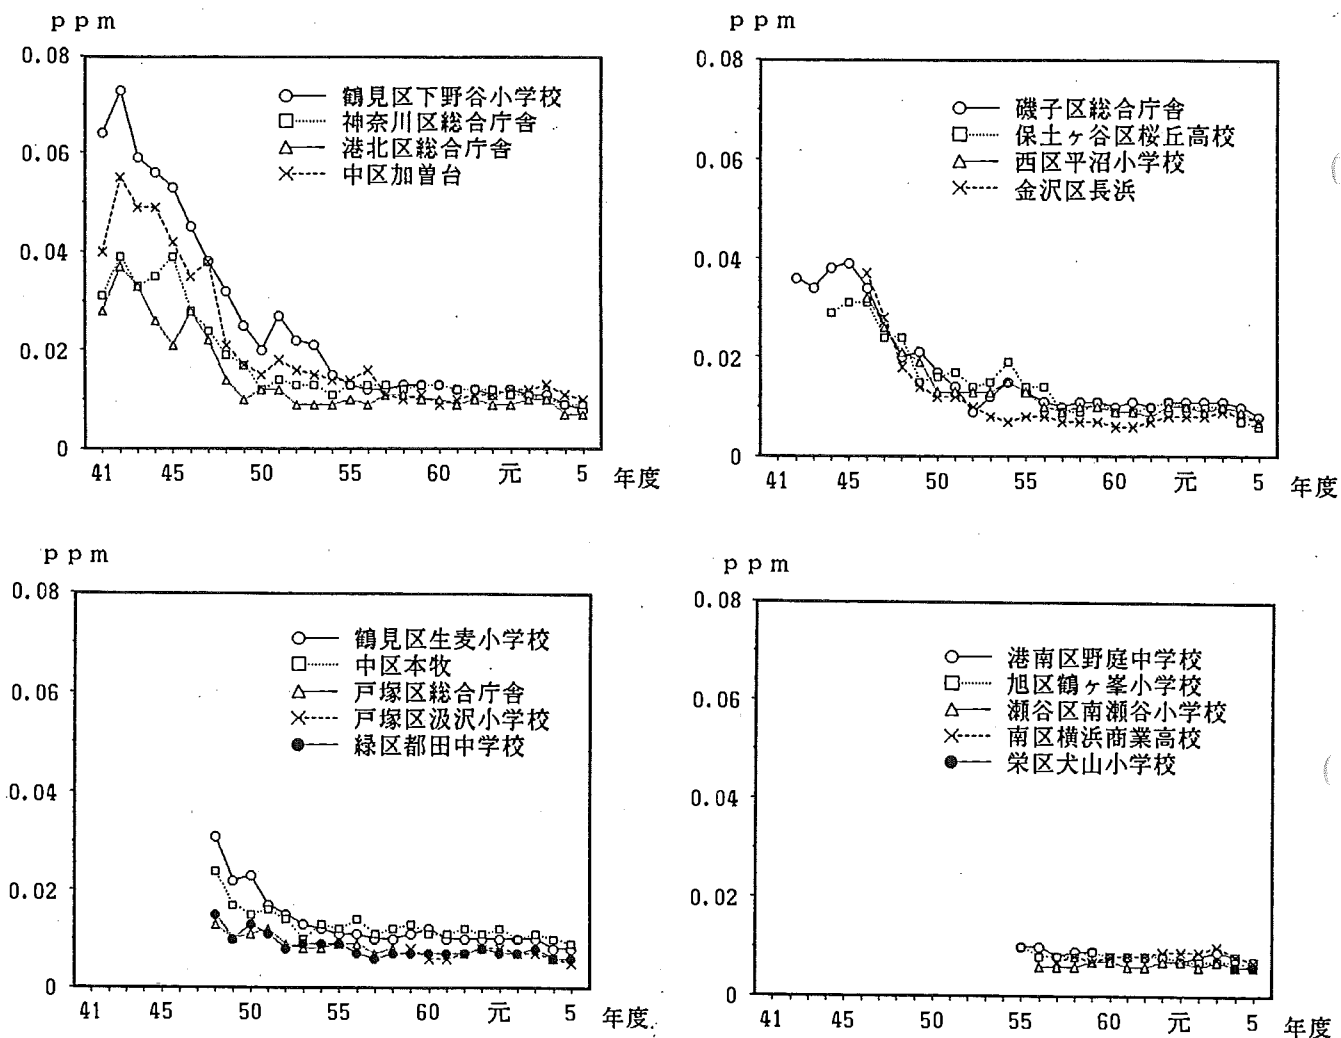 ppm
0.08
0.06
0.04
0.02
0
鶴見区下野谷小学校
神奈川区総合庁舎
港北区総合庁舎
中区加曽台
41 45 50 55 60 元 5 年度
ppm
0.08
0.06
0.04
0.02
0
磯子区総合庁舎
保土ヶ谷区桜丘高校
西区平沼小学校
金沢区長浜
41 45 50 55 60 元 5 年度
ppm
0.08
0.06
0.04
0.02
0
鶴見区生麦小学校
中区本牧
戸塚区総合庁舎
戸塚区汲沢小学校
緑区都田中学校
41 45 50 55 60 元 5 年度
ppm
0.08
0.06
0.04
0.02
0
港南区野庭中学校
旭区鶴ヶ峯小学校
瀬谷区南瀬谷小学校
南区横浜商業高校
栄区犬山小学校
41 45 50 55 60 元 5 年度